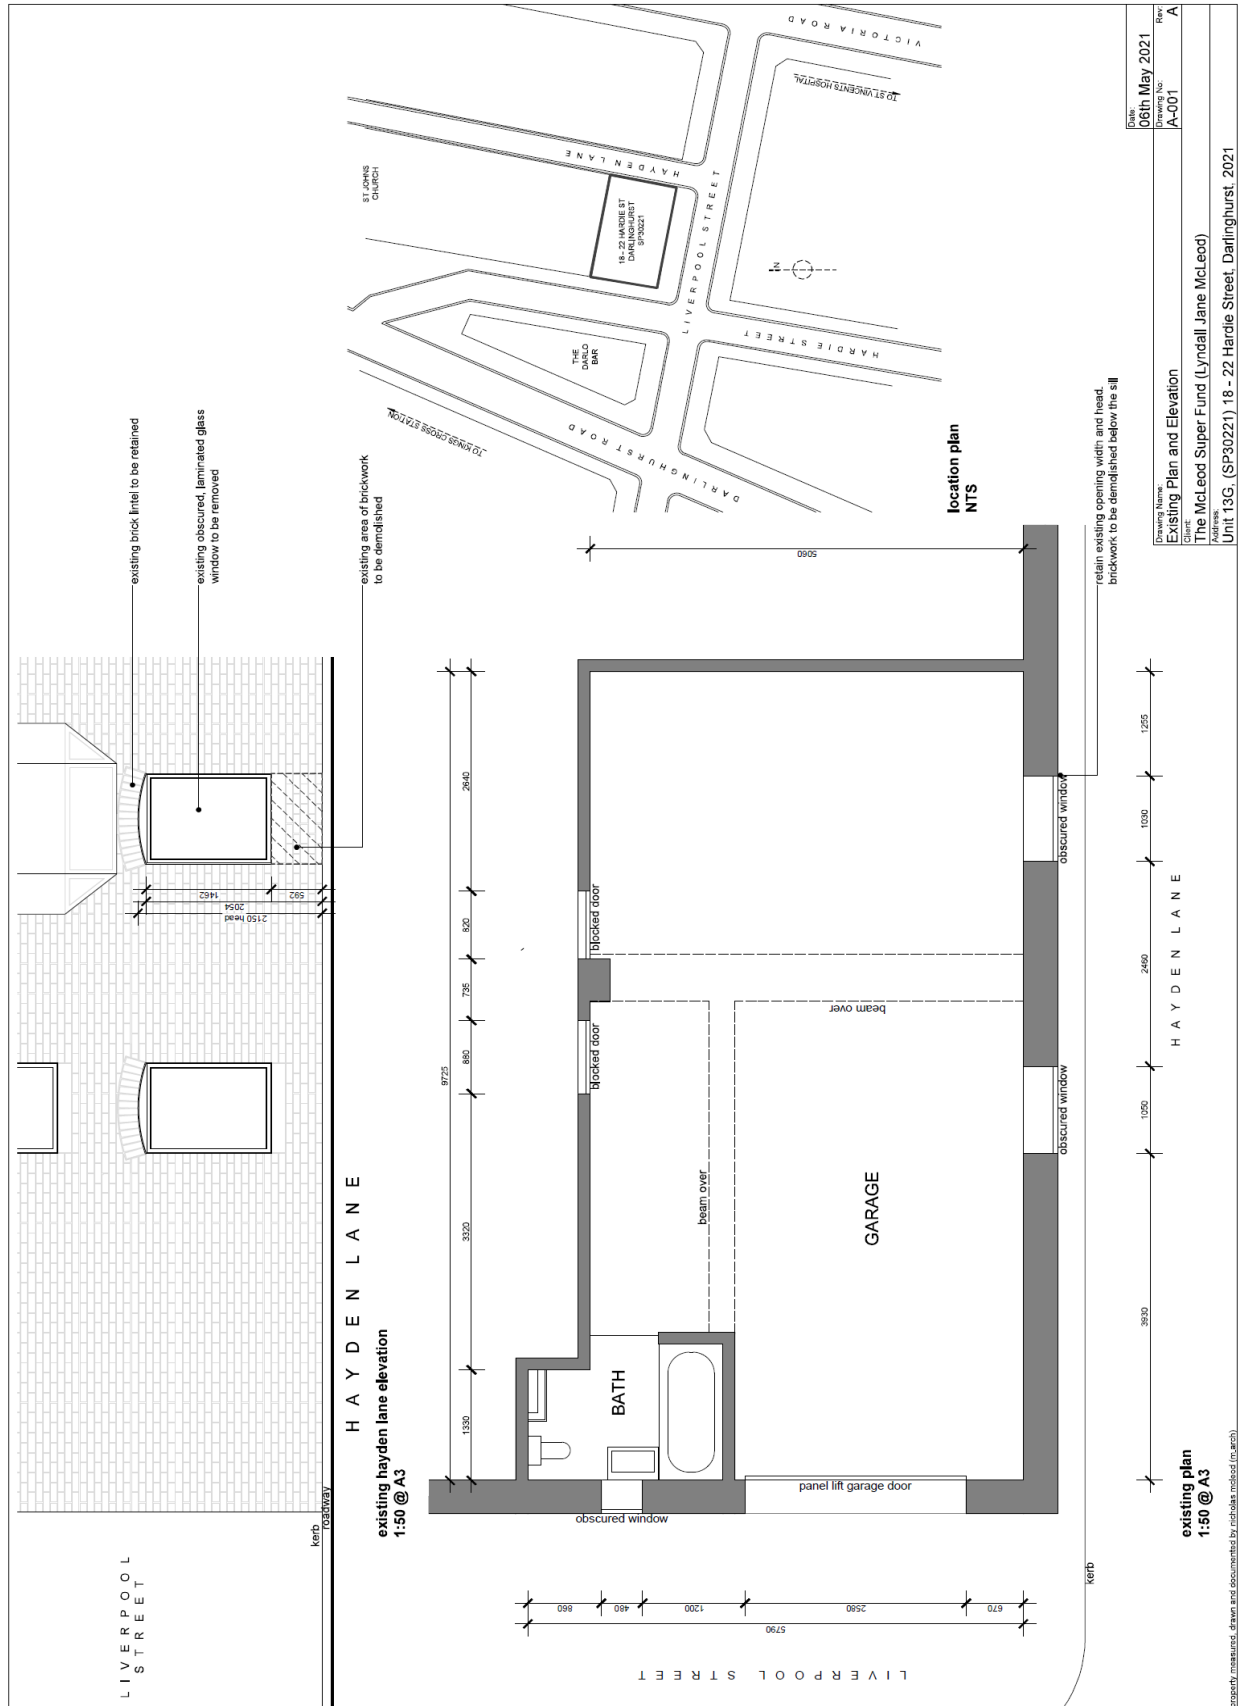 LIVERPOOL
STREET
kerb
roadway
HAYDEN LANE
existing hayden lane elevation
1:50 @ A3
2150 head
2054
1462
592
existing brick lintel to be retained
existing obscured, laminated glass
window to be removed
existing area of brickwork
to be demolished
9725
1330
3320
880
735
820
2640
5060
BATH
GARAGE
beam over
beam over
blocked door
blocked door
obscured window
panel lift garage door
obscured window
obscured window
860
480
1200
2580
670
5790
LIVERPOOL STREET
kerb
3930
1050
2460
1030
1255
HAYDEN LANE
retain existing opening width and head.
brickwork to be demolished below the sill
existing plan
1:50 @ A3
ST JOHNS
CHURCH
HAYDEN LANE
VICTORIA ROAD
TO ST VINCENTS HOSPITAL
18 - 22 HARDIE ST
DARLINGHURST
SP30221
LIVERPOOL STREET
N
THE
DARLO
BAR
HARDIE STREET
DARLINGHURST ROAD
TO KINGS CROSS STATION
location plan
NTS
Date:
06th May 2021
Drawing No:
A-001
Rev:
A
Drawing Name:
Existing Plan and Elevation
Client:
The McLeod Super Fund (Lyndall Jane McLeod)
Address:
Unit 13G, (SP30221) 18 - 22 Hardie Street, Darlinghurst, 2021
property measured, drawn and documented by nicholas mcleod (m.arch)